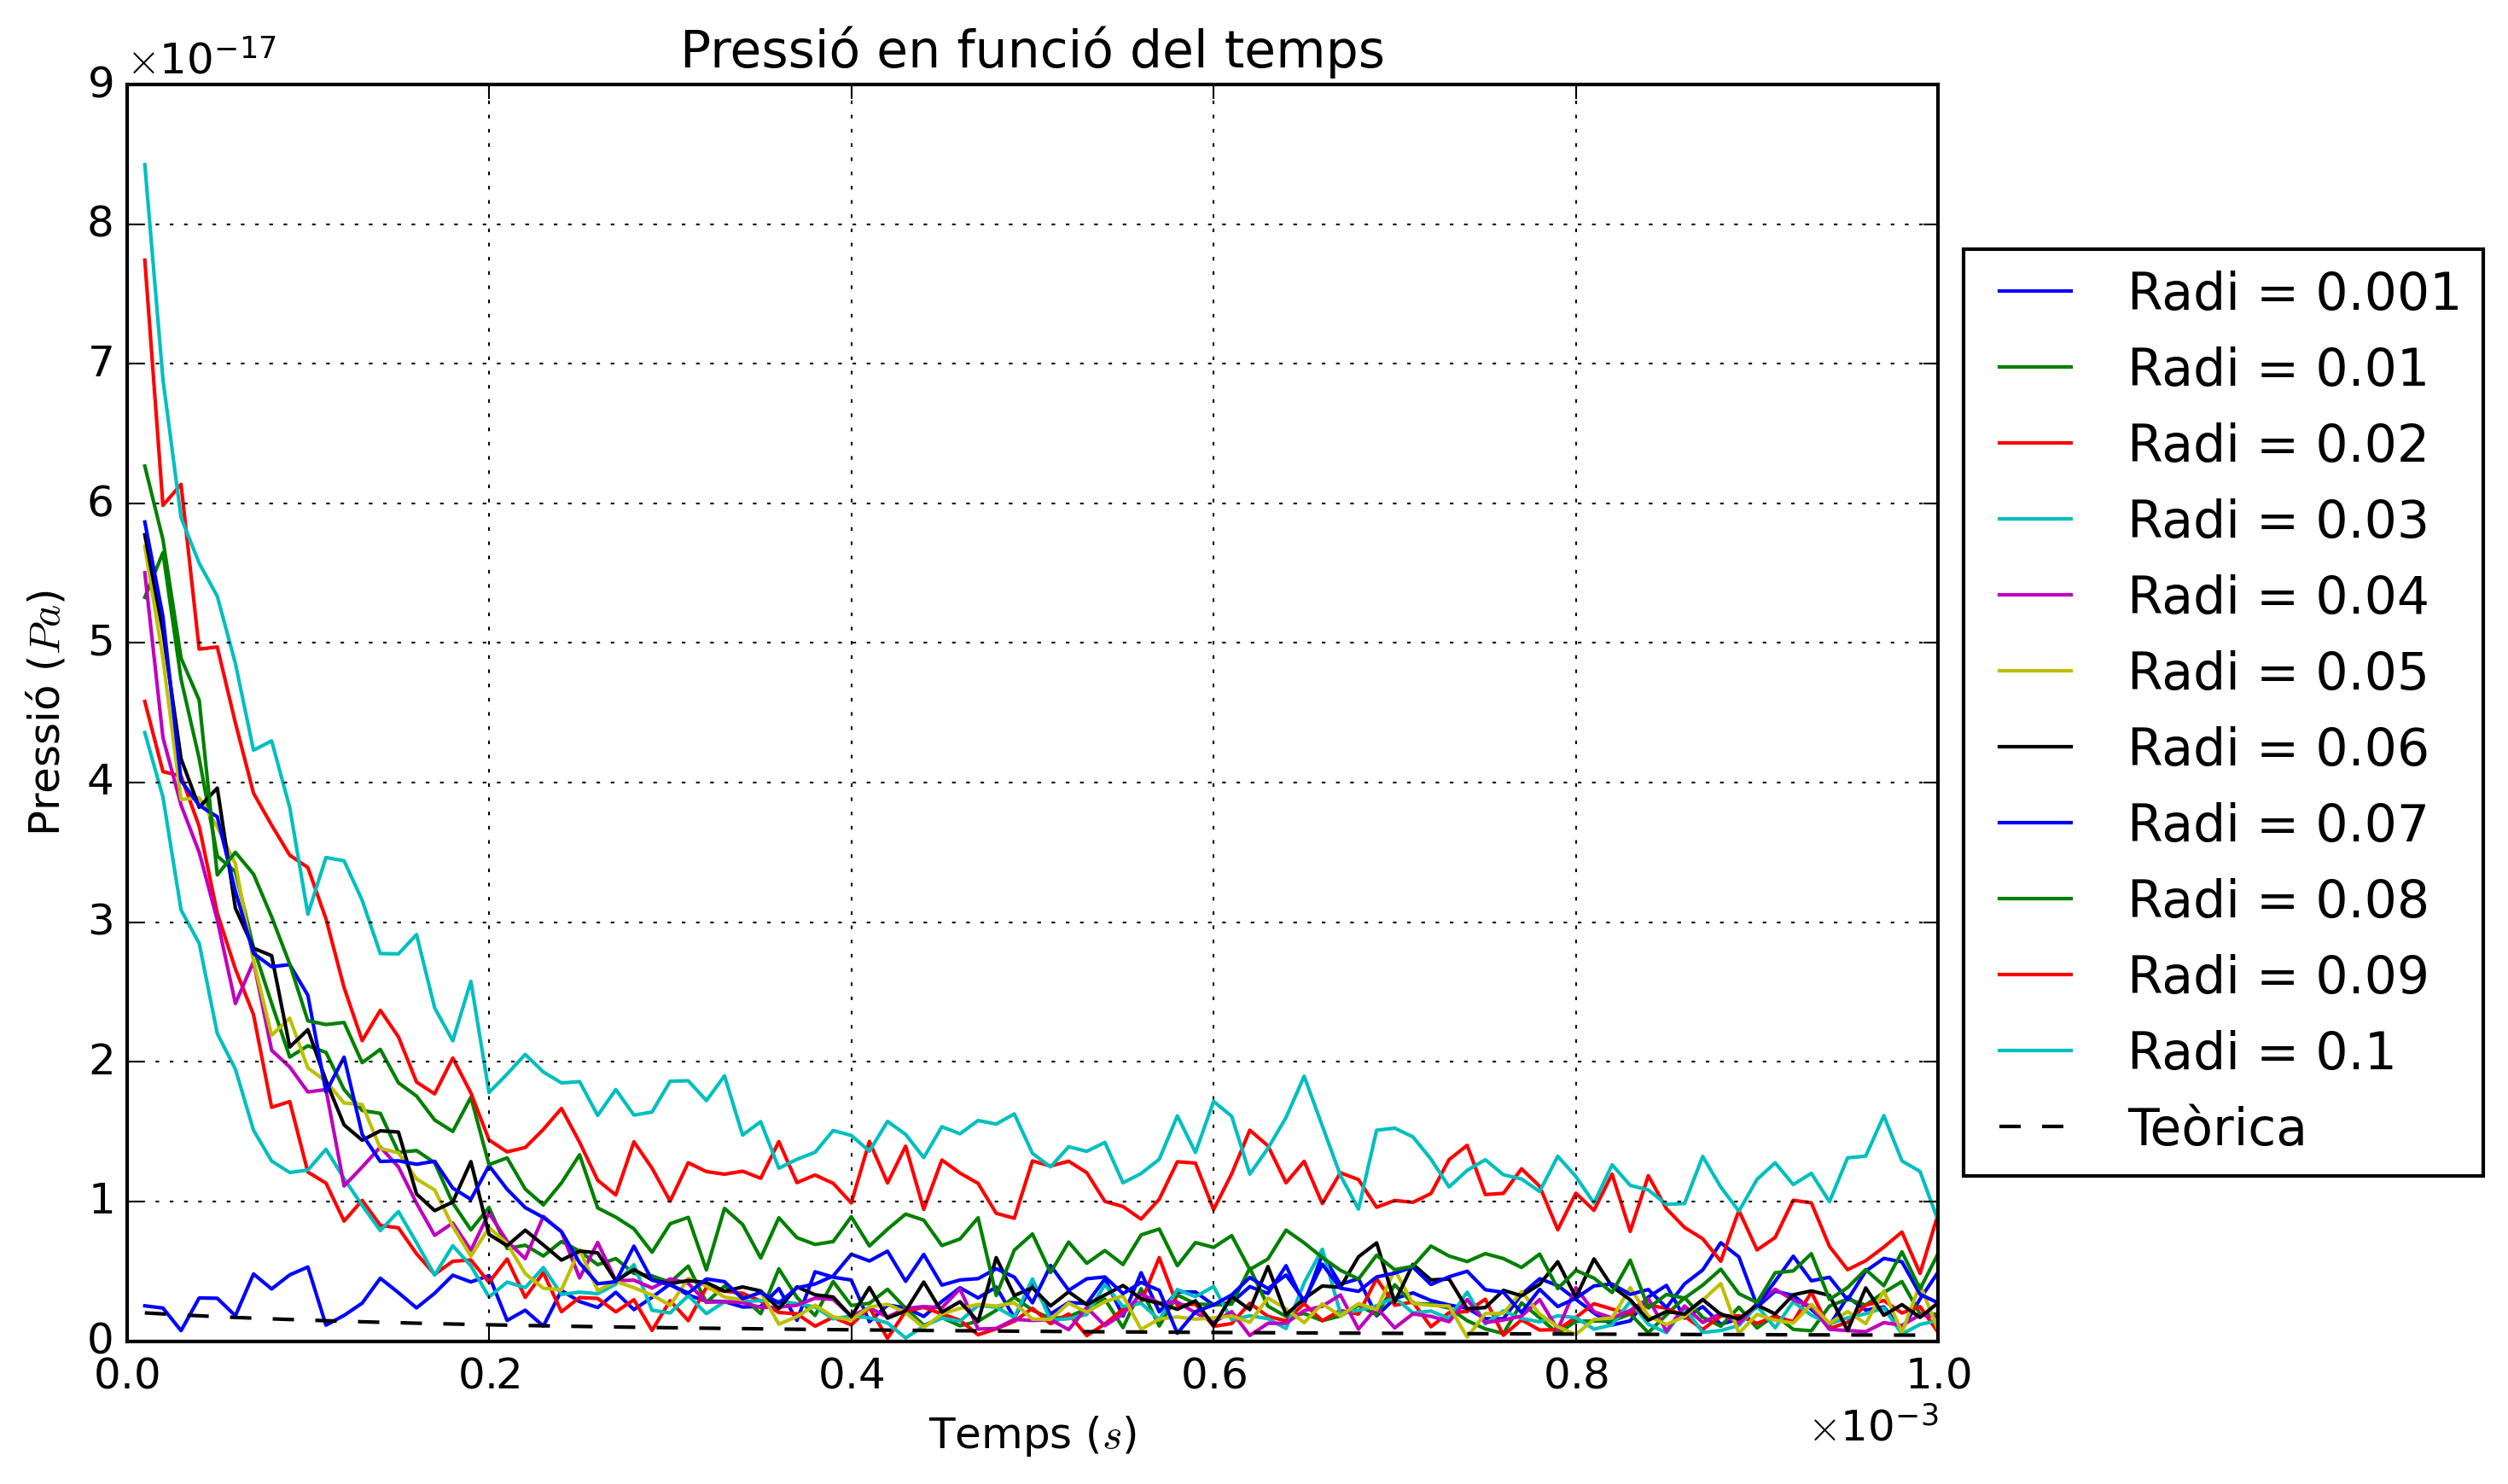 Pressió en funció del temps
×10⁻¹⁷
9
8
7
6
5
4
3
2
1
0
Pressió (Pa)
0.0 0.2 0.4 0.6 0.8 1.0
Temps (s)
×10⁻³
Radi = 0.001
Radi = 0.01
Radi = 0.02
Radi = 0.03
Radi = 0.04
Radi = 0.05
Radi = 0.06
Radi = 0.07
Radi = 0.08
Radi = 0.09
Radi = 0.1
Teòrica